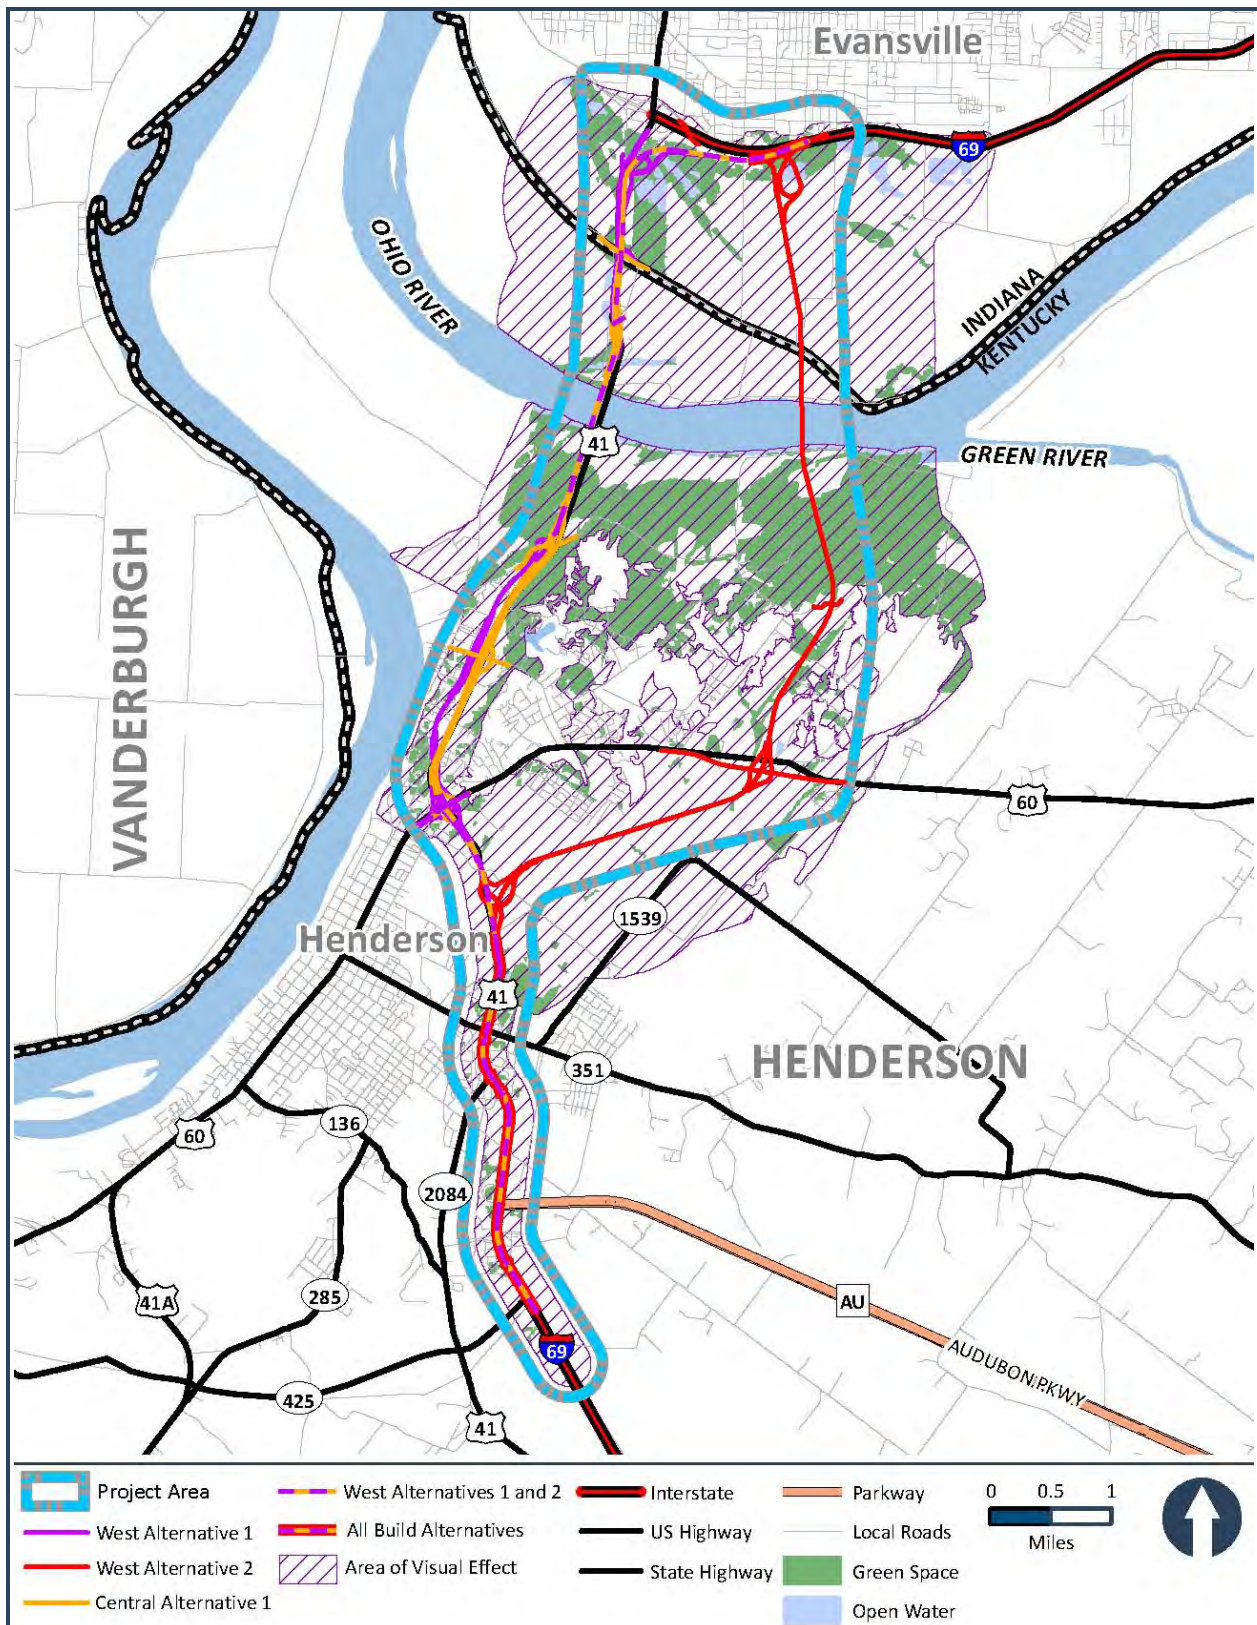 Evansville
69
OHIO RIVER
INDIANA
KENTUCKY
41
GREEN RIVER
VANDERBURGH
60
1539
Henderson
41
HENDERSON
351
136
60
2084
285
41A
AU
69
AUDUBON PKWY
425
41
Project Area
West Alternative 1
West Alternative 2
Central Alternative 1
West Alternatives 1 and 2
All Build Alternatives
Area of Visual Effect
Interstate
US Highway
State Highway
Parkway
Local Roads
Green Space
Open Water
0 0.5 1
Miles